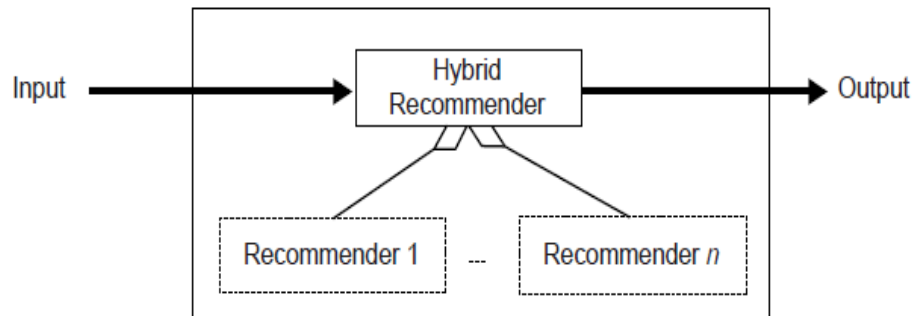 Input
Hybrid
Recommender
Output
Recommender 1
...
Recommender n